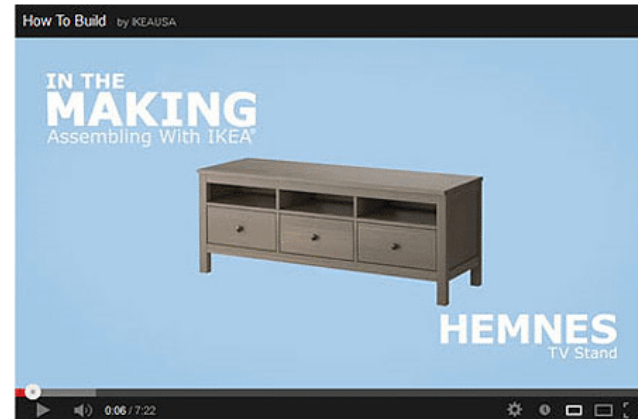 How To Build by IKEAUSA
IN THE
MAKING
Assembling With IKEA®
HEMNES
TV Stand
0:06 / 7:22